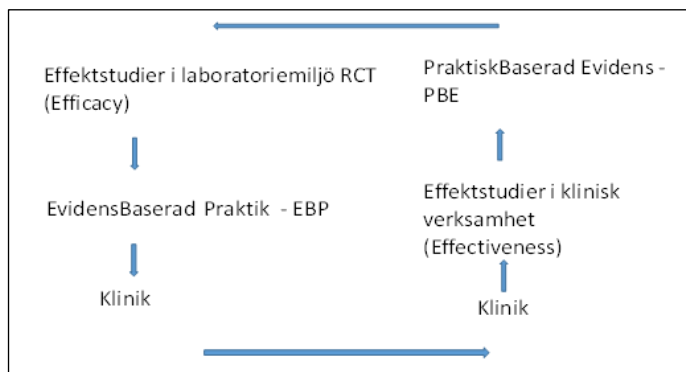 Effektstudier i laboratoriemiljö RCT
(Efficacy)
EvidensBaserad Praktik - EBP
Klinik
PraktiskBaserad Evidens -
PBE
Effektstudier i klinisk
verksamhet
(Effectiveness)
Klinik